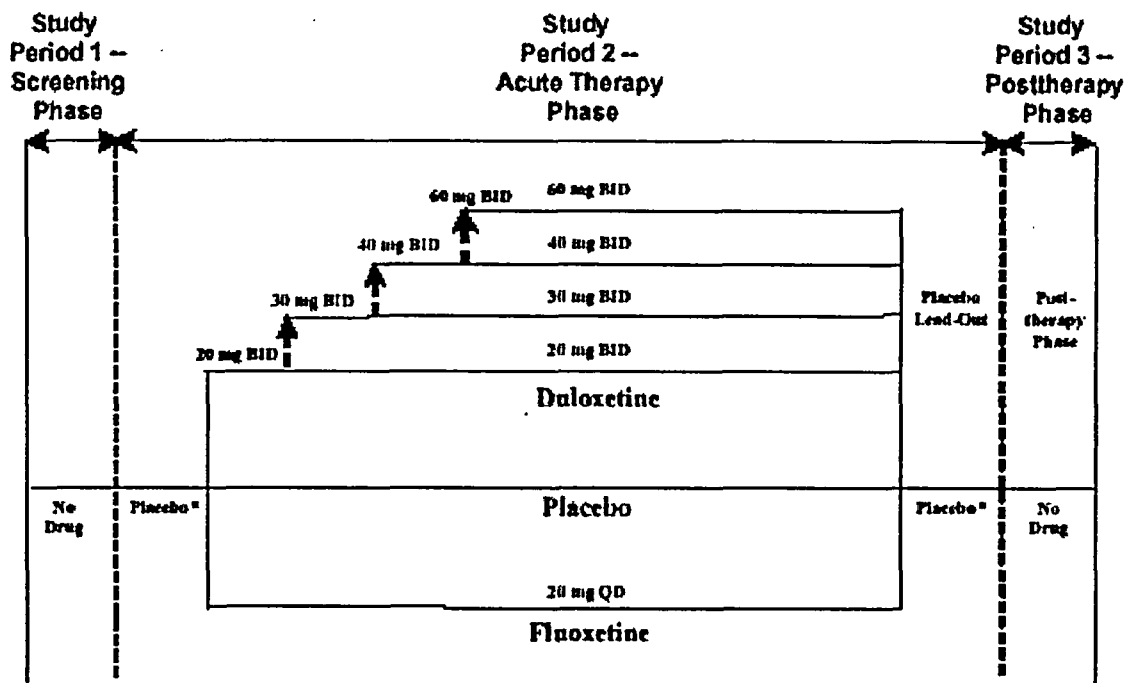 Study
Period 1 --
Screening
Phase
Study
Period 2 --
Acute Therapy
Phase
Study
Period 3 --
Posttherapy
Phase
60 mg BID
60 mg BID
40 mg BID
40 mg BID
30 mg BID
30 mg BID
20 mg BID
20 mg BID
Duloxetine
Placebo
Lead-Out
Post-
therapy
Phase
No
Drug
Placebo*
Placebo
Placebo*
No
Drug
20 mg QD
Fluoxetine